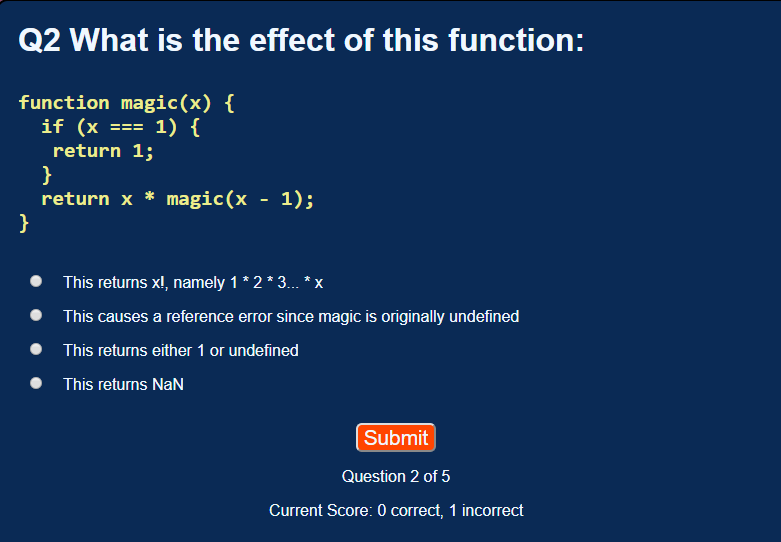 Q2 What is the effect of this function:
function magic(x) {
  if (x === 1) {
   return 1;
  }
  return x * magic(x - 1);
}
This returns x!, namely 1 * 2 * 3... * x
This causes a reference error since magic is originally undefined
This returns either 1 or undefined
This returns NaN
Submit
Question 2 of 5
Current Score: 0 correct, 1 incorrect